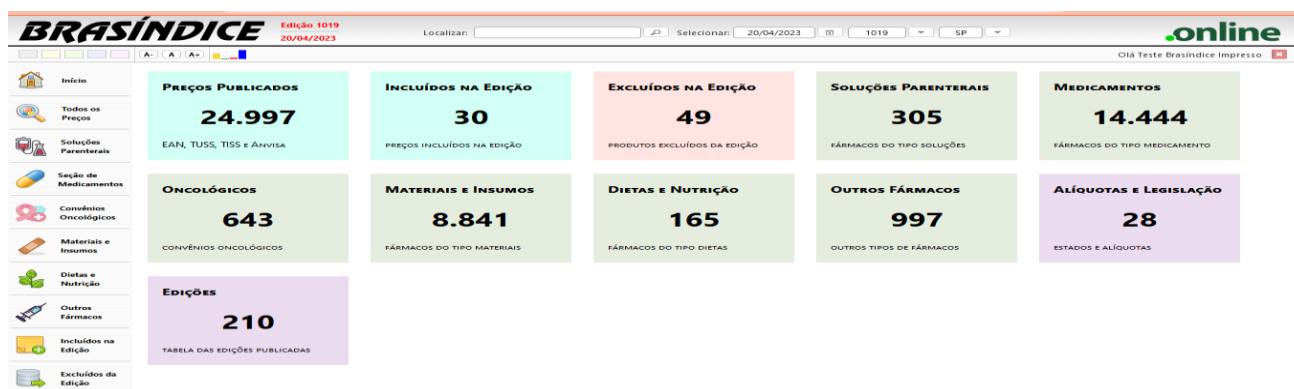 BRASÍNDICE
Edição 1019
20/04/2023
Localizar:
Selecionar: 20/04/2023 1019 SP
.online
A- A A+
Olá Teste Brasíndice Impresso
Início
Todos os
Preços
Soluções
Parenterais
Seção de
Medicamentos
Convênios
Oncológicos
Materiais e
Insumos
Dietas e
Nutrição
Outros
Fármacos
Incluídos na
Edição
Excluídos da
Edição
Preços Publicados
24.997
EAN, TUSS, TISS e Anvisa
Incluídos na Edição
30
preços incluídos na edição
Excluídos na Edição
49
produtos excluídos da edição
Soluções Parenterais
305
fármacos do tipo soluções
Medicamentos
14.444
fármacos do tipo medicamento
Oncológicos
643
convênios oncológicos
Materiais e Insumos
8.841
fármacos do tipo materiais
Dietas e Nutrição
165
fármacos do tipo dietas
Outros Fármacos
997
outros tipos de fármacos
Alíquotas e Legislação
28
estados e alíquotas
Edições
210
tabela das edições publicadas